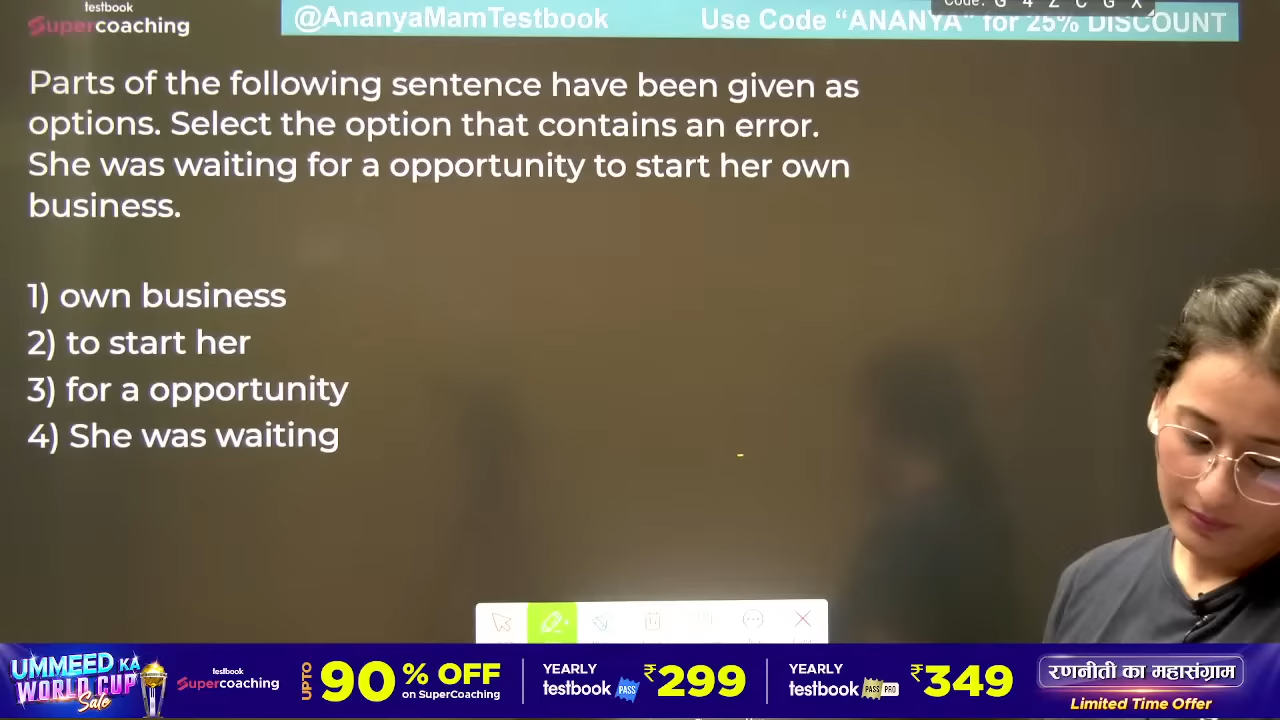 testbook
Supercoaching
@AnanyaMamTestbook
Use Code “ANANYA” for 25% DISCOUNT
Code: G 4 Z C G X
Parts of the following sentence have been given as
options. Select the option that contains an error.
She was waiting for a opportunity to start her own
business.
1) own business
2) to start her
3) for a opportunity
4) She was waiting
UMMEED KA
WORLD CUP
Sale
testbook
Supercoaching
UPTO
90% OFF
on SuperCoaching
YEARLY
testbook PASS
₹299
YEARLY
testbook PASS PRO
₹349
रणनीती का महासंग्राम
Limited Time Offer